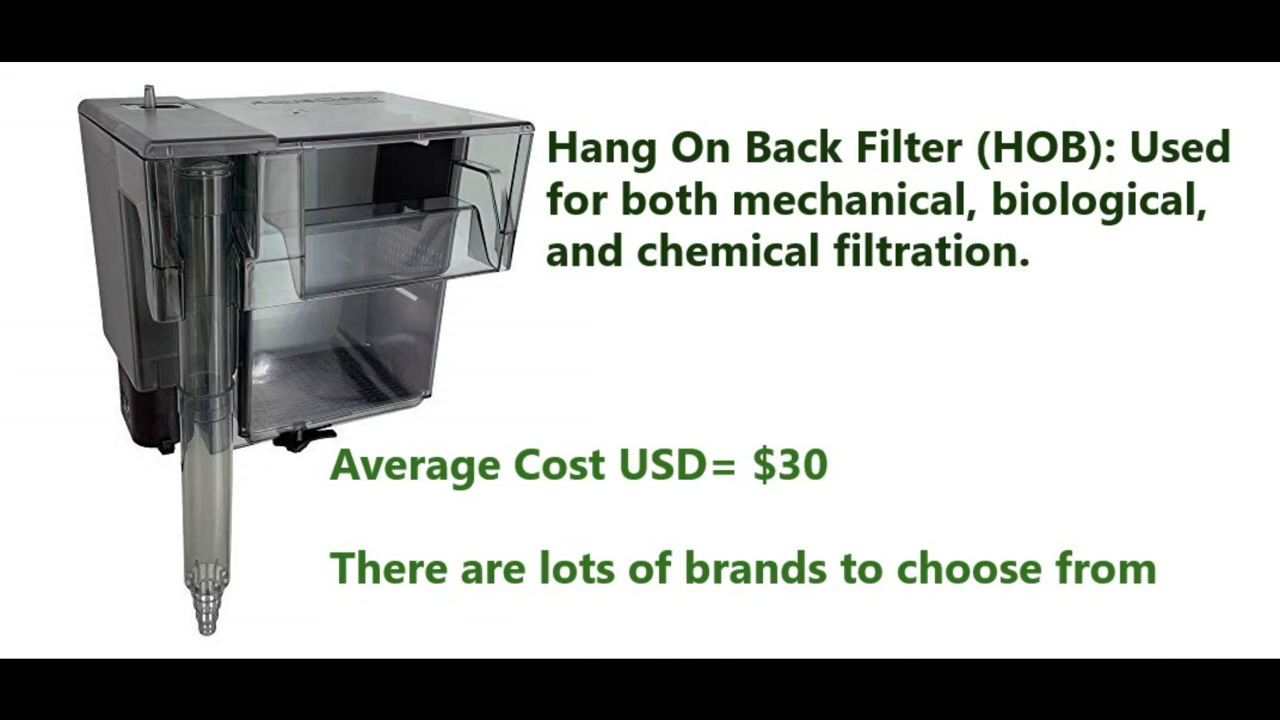 Hang On Back Filter (HOB): Used
for both mechanical, biological,
and chemical filtration.
Average Cost USD= $30
There are lots of brands to choose from